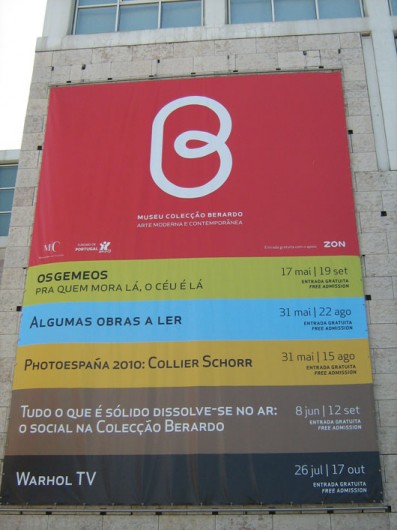 MUSEU COLECÇÃO BERARDO
ARTE MODERNA E CONTEMPORÂNEA
MC
PORTUGAL
ZON
OSGEMEOS
PRA QUEM MORA LÁ, O CÉU É LÁ
17 mai | 19 set
ENTRADA GRATUITA
FREE ADMISSION
ALGUMAS OBRAS A LER
31 mai | 22 ago
ENTRADA GRATUITA
FREE ADMISSION
PHOTOESPAÑA 2010: COLLIER SCHORR
31 mai | 15 ago
ENTRADA GRATUITA
FREE ADMISSION
TUDO O QUE É SÓLIDO DISSOLVE-SE NO AR:
O SOCIAL NA COLECÇÃO BERARDO
8 jun | 12 set
ENTRADA GRATUITA
FREE ADMISSION
WARHOL TV
26 jul | 17 out
ENTRADA GRATUITA
FREE ADMISSION